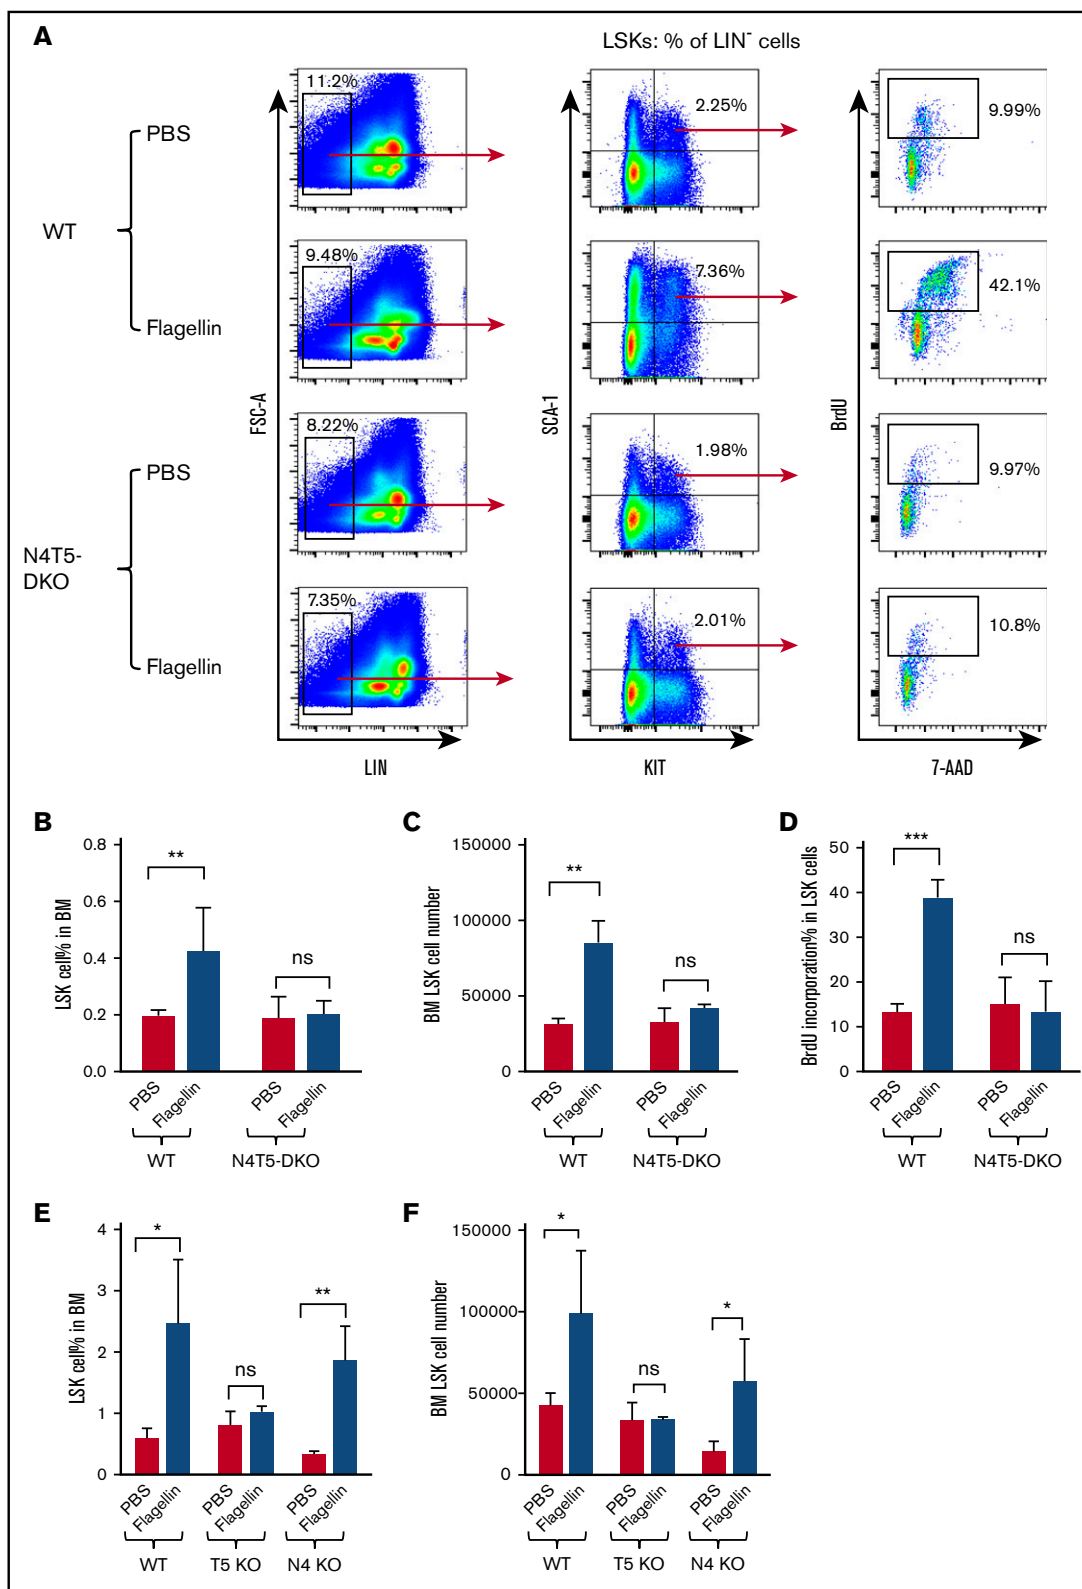 A
LSKs: % of LIN⁻ cells
WT
PBS
11.2%
2.25%
9.99%
Flagellin
9.48%
7.36%
42.1%
N4T5-
DKO
PBS
8.22%
1.98%
9.97%
Flagellin
7.35%
2.01%
10.8%
FSC-A
SCA-1
BrdU
LIN
KIT
7-AAD
B
LSK cell% in BM
0.8
0.6
0.4
0.2
0.0
**
ns
PBS
Flagellin
PBS
Flagellin
WT
N4T5-DKO
C
BM LSK cell number
150000
100000
50000
0
**
ns
PBS
Flagellin
PBS
Flagellin
WT
N4T5-DKO
D
BrdU incorporation% in LSK cells
50
40
30
20
10
0
***
ns
PBS
Flagellin
PBS
Flagellin
WT
N4T5-DKO
E
LSK cell% in BM
4
3
2
1
0
*
ns
**
PBS
Flagellin
PBS
Flagellin
PBS
Flagellin
WT
T5 KO
N4 KO
F
BM LSK cell number
150000
100000
50000
0
*
ns
*
PBS
Flagellin
PBS
Flagellin
PBS
Flagellin
WT
T5 KO
N4 KO